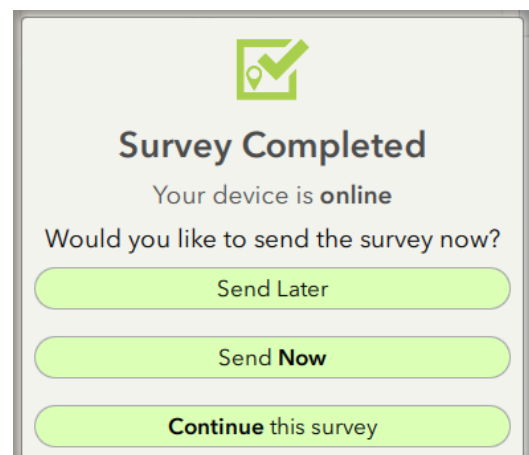 Survey Completed
Your device is online
Would you like to send the survey now?
Send Later
Send Now
Continue this survey